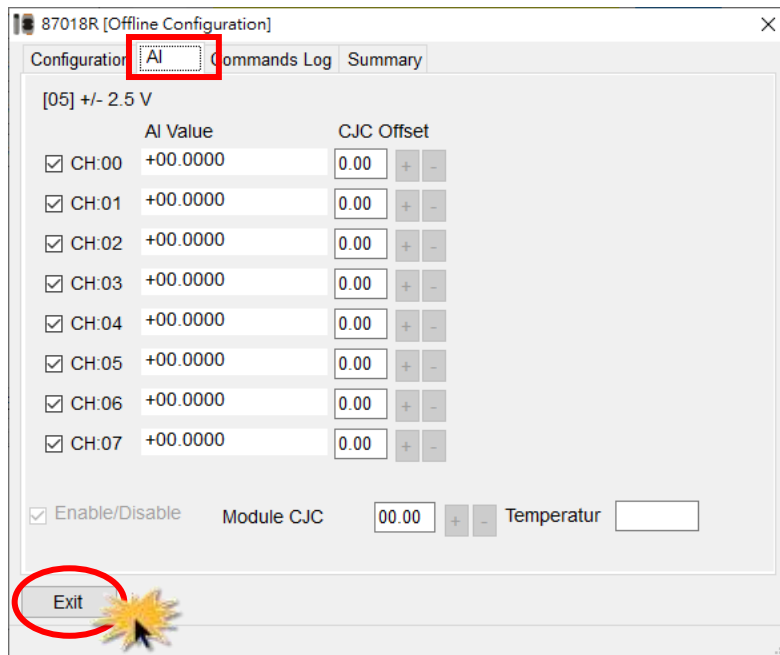 87018R [Offline Configuration]
Configuration AI Commands Log Summary
[05] +/- 2.5 V
AI Value CJC Offset
CH:00 +00.0000 0.00 + -
CH:01 +00.0000 0.00 + -
CH:02 +00.0000 0.00 + -
CH:03 +00.0000 0.00 + -
CH:04 +00.0000 0.00 + -
CH:05 +00.0000 0.00 + -
CH:06 +00.0000 0.00 + -
CH:07 +00.0000 0.00 + -
Enable/Disable Module CJC 00.00 + - Temperatur
Exit